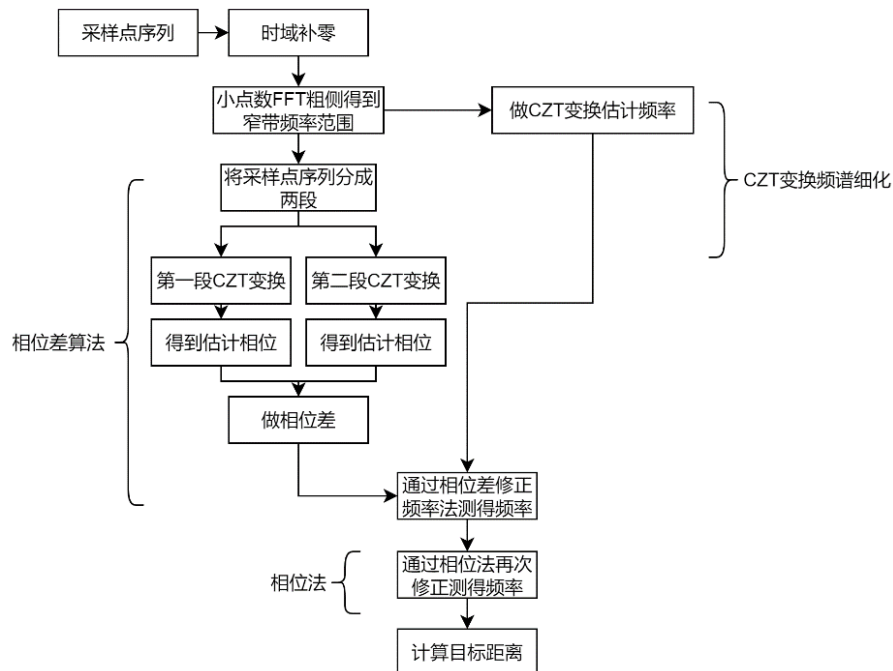 采样点序列
时域补零
小点数FFT粗侧得到
窄带频率范围
做CZT变换估计频率
将采样点序列分成
两段
CZT变换频谱细化
第一段CZT变换
第二段CZT变换
相位差算法
得到估计相位
得到估计相位
做相位差
通过相位差修正
频率法测得频率
相位法
通过相位法再次
修正测得频率
计算目标距离